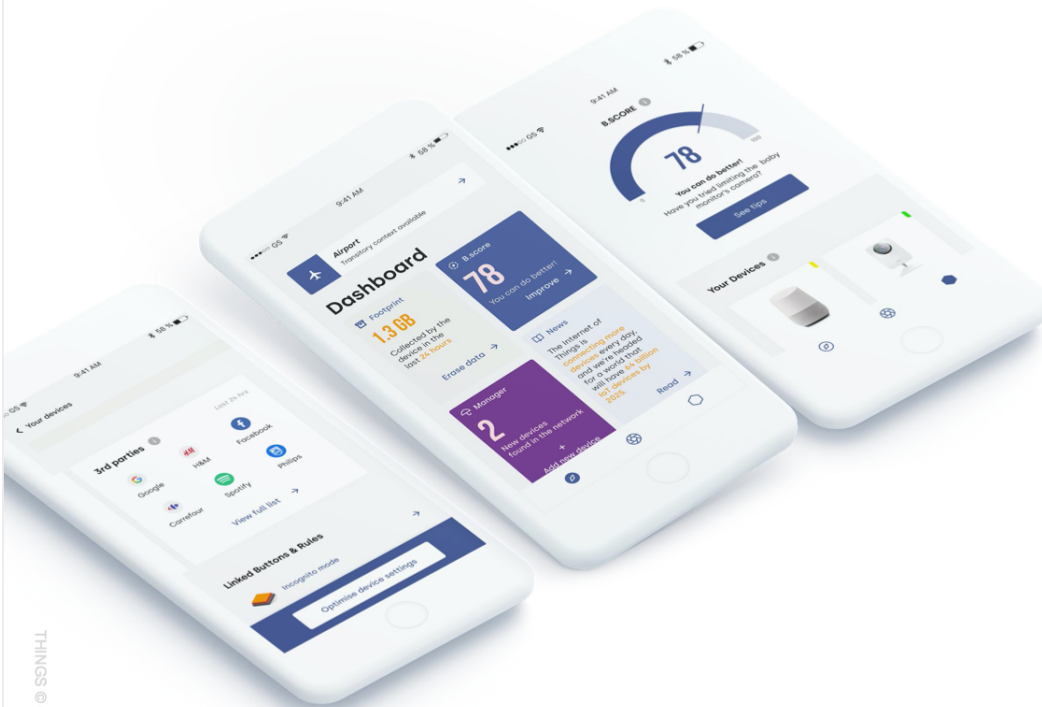 GS
9:41 AM
58 %
Your devices
3rd parties
Last 24 hrs
Google
H&M
Facebook
Carrefour
Spotify
Philips
View full list
Linked Buttons & Rules
Incognito mode
Optimise device settings
GS
9:41 AM
58 %
Airport
Transitory context available
Dashboard
Footprint
1.3 GB
Collected by the
device in the
last 24 hours
Erase data
B.score
78
You can do better!
Improve
Manager
2
New devices
found in the network
+
Add new device
News
The Internet of
Things is
connecting more
devices every day,
and we're headed
for a world that
will have 64 billion
IoT devices by
2025.
Read
GS
9:41 AM
58 %
B.SCORE
78
0
100
You can do better!
Have you tried limiting the baby
monitor's camera?
See tips
Your Devices
THINGS ©